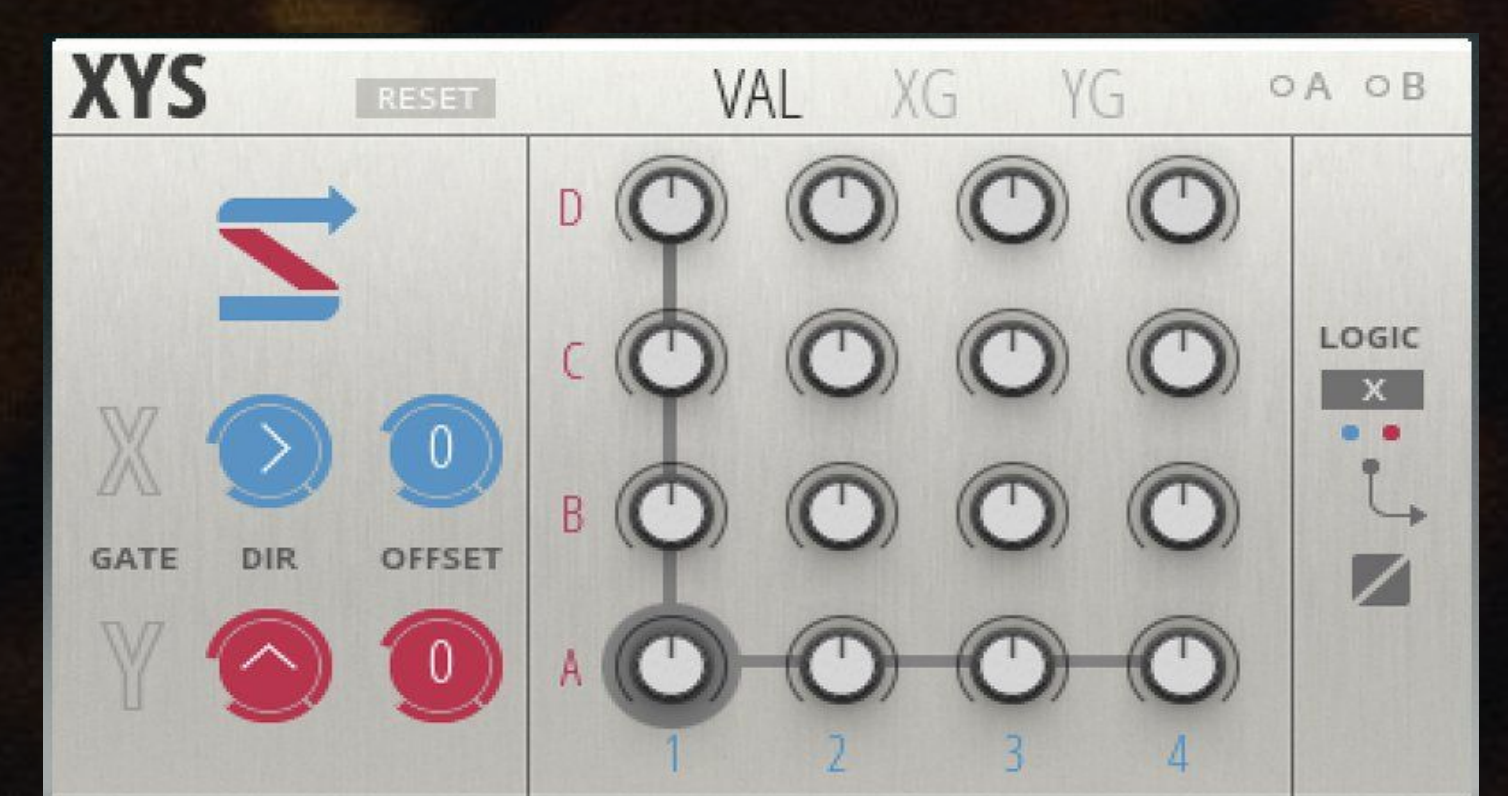 XYS RESET VAL XG YG A B
D
C
LOGIC
X
X > 0
B
GATE DIR OFFSET
Y ^ 0
A
1 2 3 4